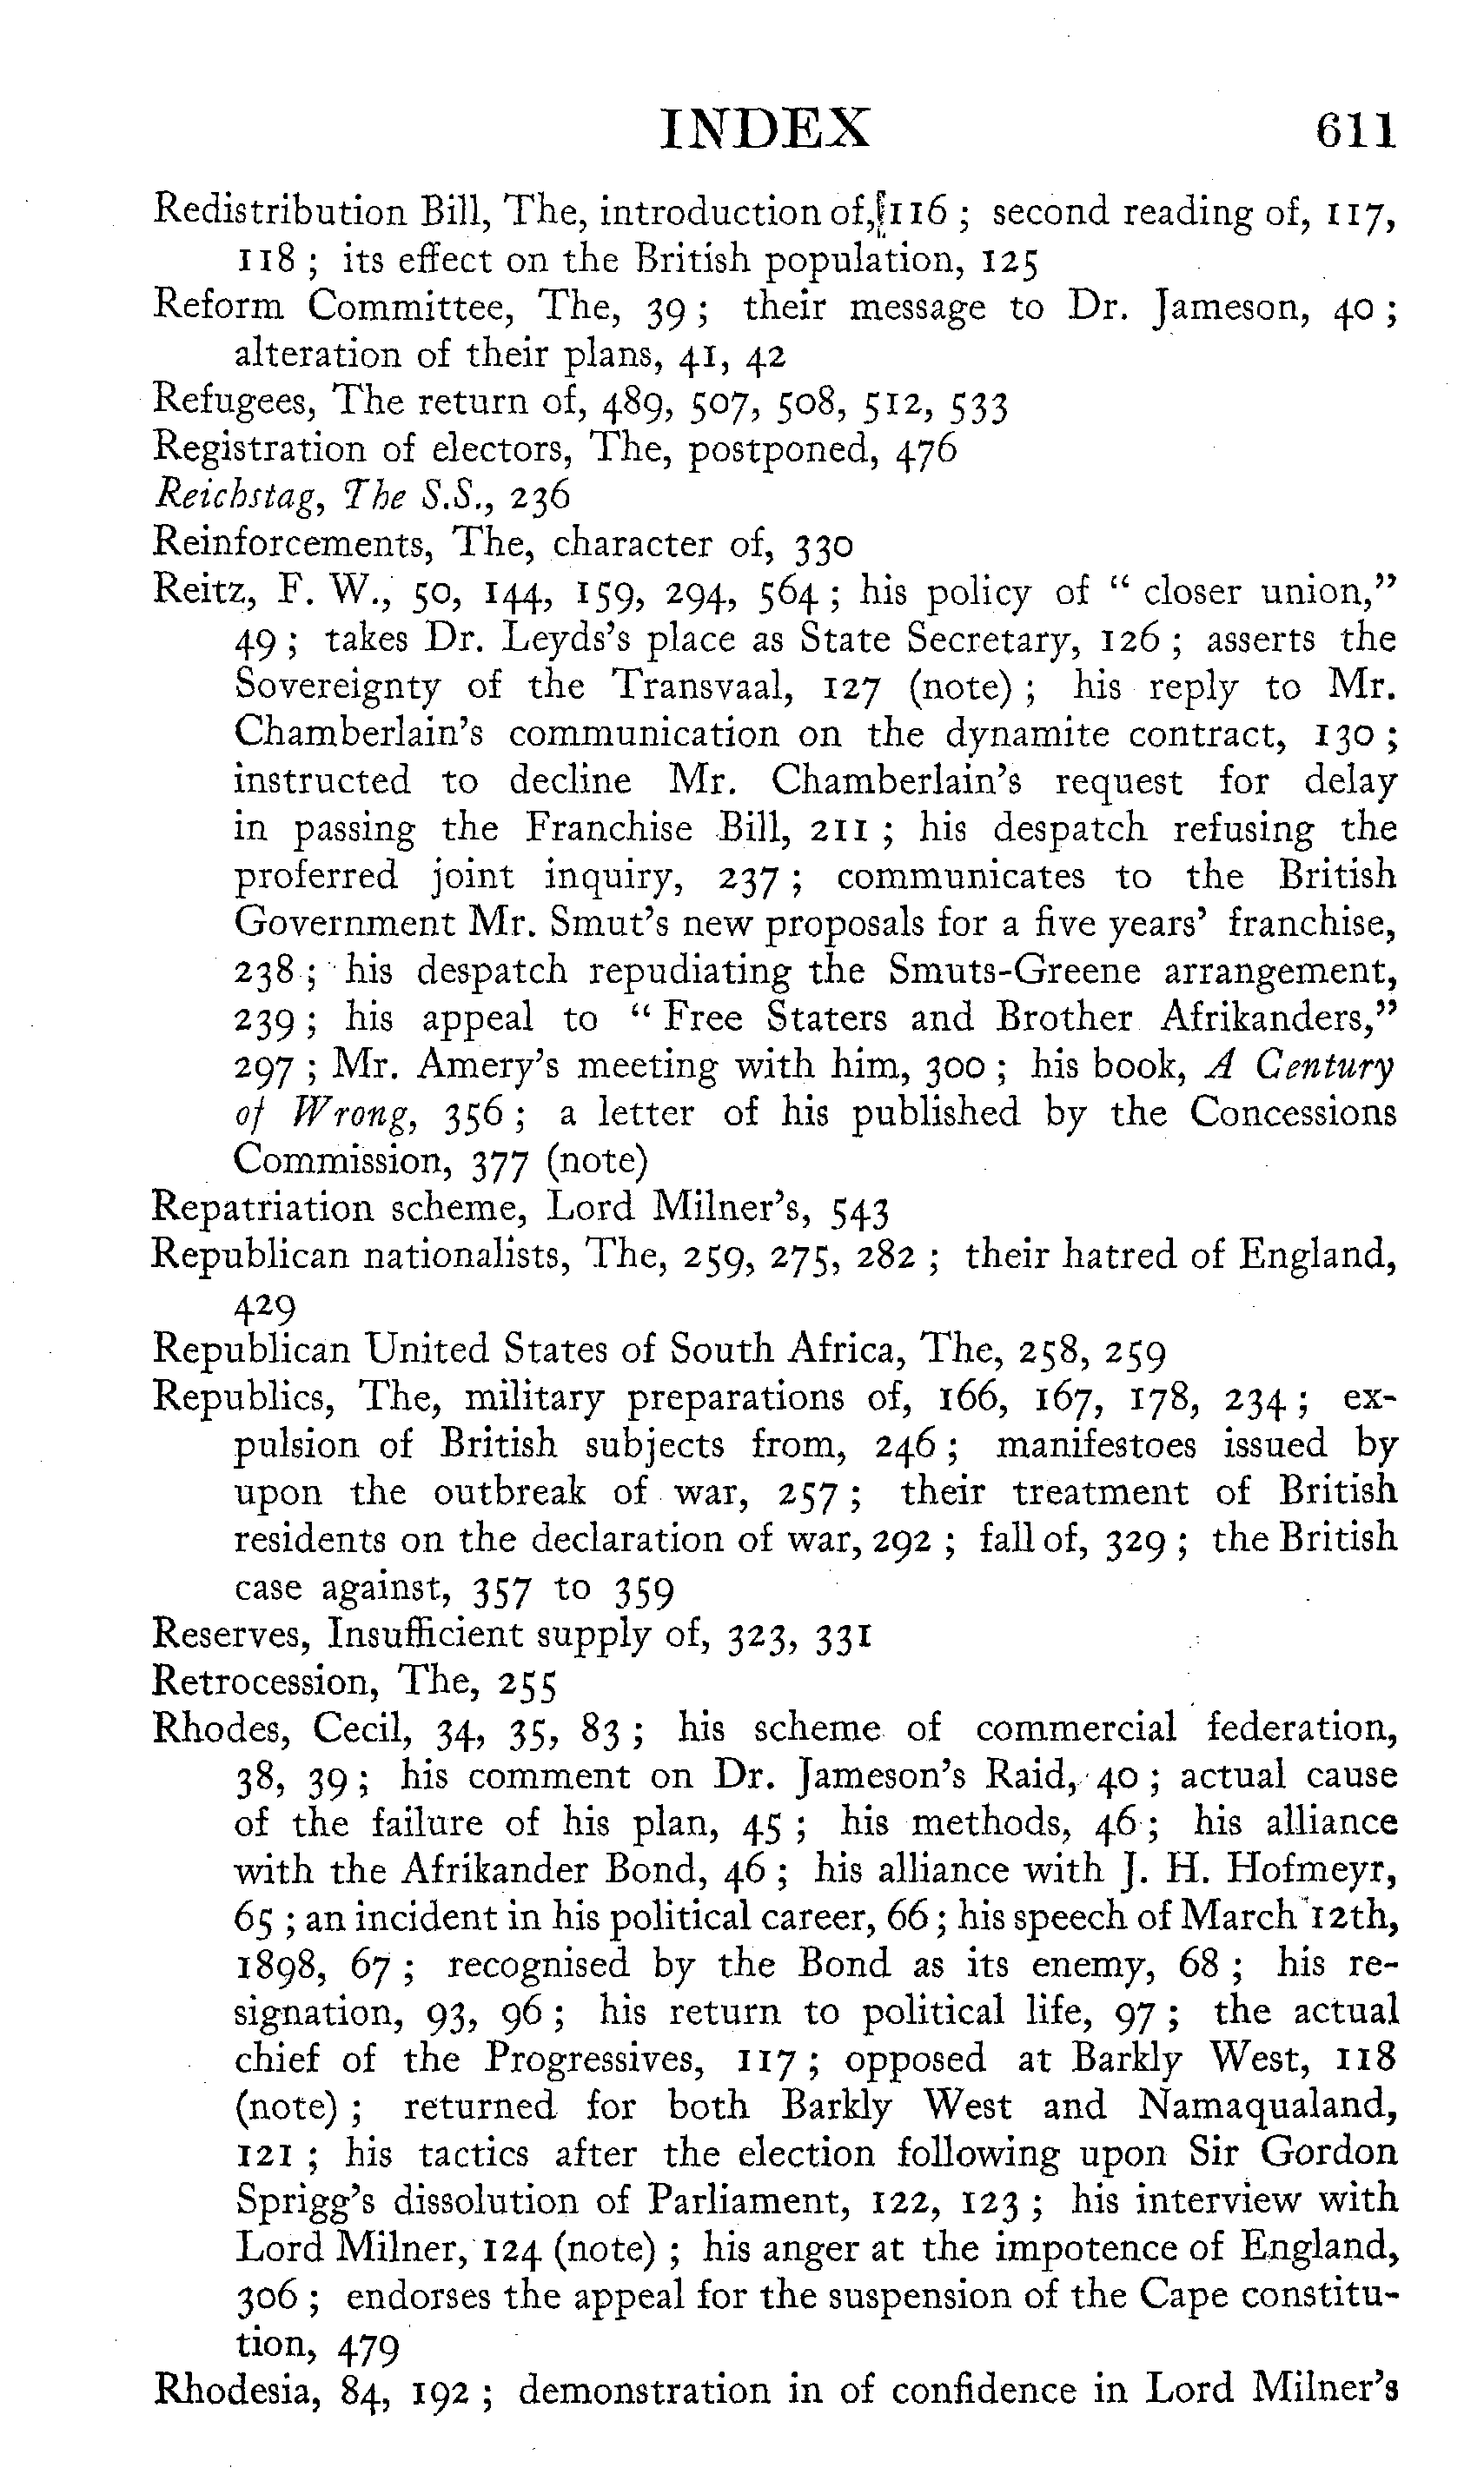 INDEX 611
Redistribution Bill, The, introduction of, 116 ; second reading of, 117,
118 ; its effect on the British population, 125
Reform Committee, The, 39 ; their message to Dr. Jameson, 40 ;
alteration of their plans, 41, 42
Refugees, The return of, 489, 507, 508, 512, 533
Registration of electors, The, postponed, 476
Reichstag, The S.S., 236
Reinforcements, The, character of, 330
Reitz, F. W., 50, 144, 159, 294, 564 ; his policy of " closer union,"
49 ; takes Dr. Leyds's place as State Secretary, 126 ; asserts the
Sovereignty of the Transvaal, 127 (note) ; his reply to Mr.
Chamberlain's communication on the dynamite contract, 130 ;
instructed to decline Mr. Chamberlain's request for delay
in passing the Franchise Bill, 211 ; his despatch refusing the
proferred joint inquiry, 237 ; communicates to the British
Government Mr. Smut's new proposals for a five years' franchise,
238 ; his despatch repudiating the Smuts-Greene arrangement,
239 ; his appeal to " Free Staters and Brother Afrikanders,"
297 ; Mr. Amery's meeting with him, 300 ; his book, A Century
of Wrong, 356 ; a letter of his published by the Concessions
Commission, 377 (note)
Repatriation scheme, Lord Milner's, 543
Republican nationalists, The, 259, 275, 282 ; their hatred of England,
429
Republican United States of South Africa, The, 258, 259
Republics, The, military preparations of, 166, 167, 178, 234 ; ex-
pulsion of British subjects from, 246 ; manifestoes issued by
upon the outbreak of war, 257 ; their treatment of British
residents on the declaration of war, 292 ; fall of, 329 ; the British
case against, 357 to 359
Reserves, Insufficient supply of, 323, 331
Retrocession, The, 255
Rhodes, Cecil, 34, 35, 83 ; his scheme of commercial federation,
38, 39 ; his comment on Dr. Jameson's Raid, 40 ; actual cause
of the failure of his plan, 45 ; his methods, 46 ; his alliance
with the Afrikander Bond, 46 ; his alliance with J. H. Hofmeyr,
65 ; an incident in his political career, 66 ; his speech of March 12th,
1898, 67 ; recognised by the Bond as its enemy, 68 ; his re-
signation, 93, 96 ; his return to political life, 97 ; the actual
chief of the Progressives, 117 ; opposed at Barkly West, 118
(note) ; returned for both Barkly West and Namaqualand,
121 ; his tactics after the election following upon Sir Gordon
Sprigg's dissolution of Parliament, 122, 123 ; his interview with
Lord Milner, 124 (note) ; his anger at the impotence of England,
306 ; endorses the appeal for the suspension of the Cape constitu-
tion, 479
Rhodesia, 84, 192 ; demonstration in of confidence in Lord Milner's